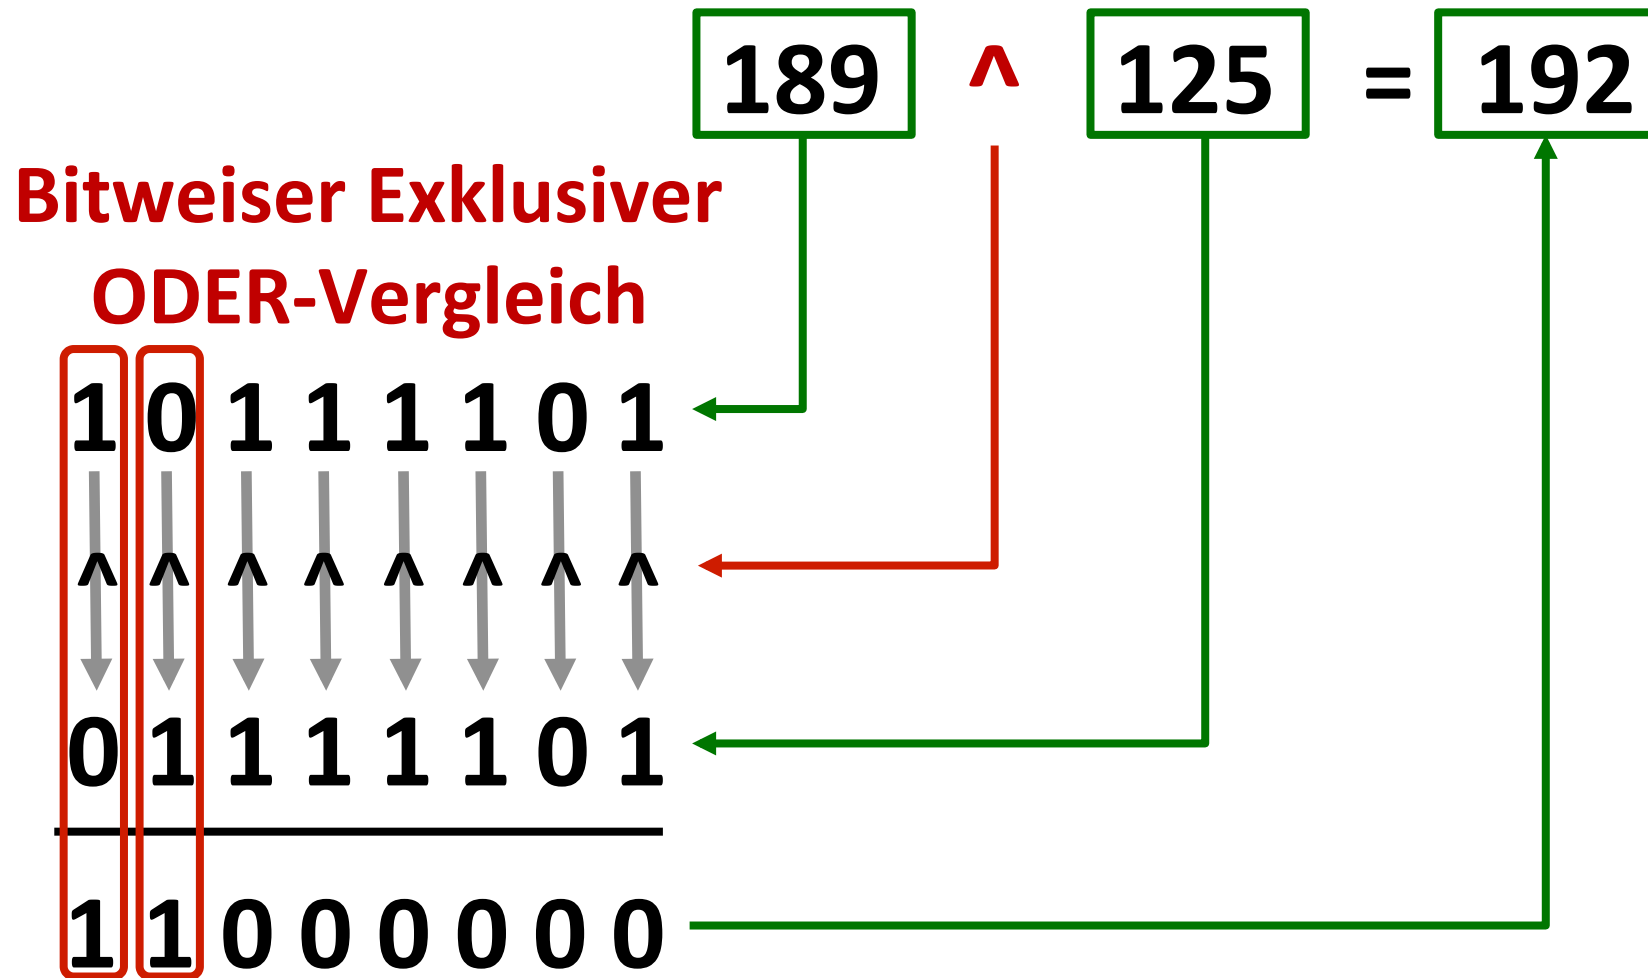 189 ^ 125 = 192
Bitweiser Exklusiver
ODER-Vergleich
1 0 1 1 1 1 0 1
^ ^ ^ ^ ^ ^ ^ ^
0 1 1 1 1 1 0 1
1 1 0 0 0 0 0 0